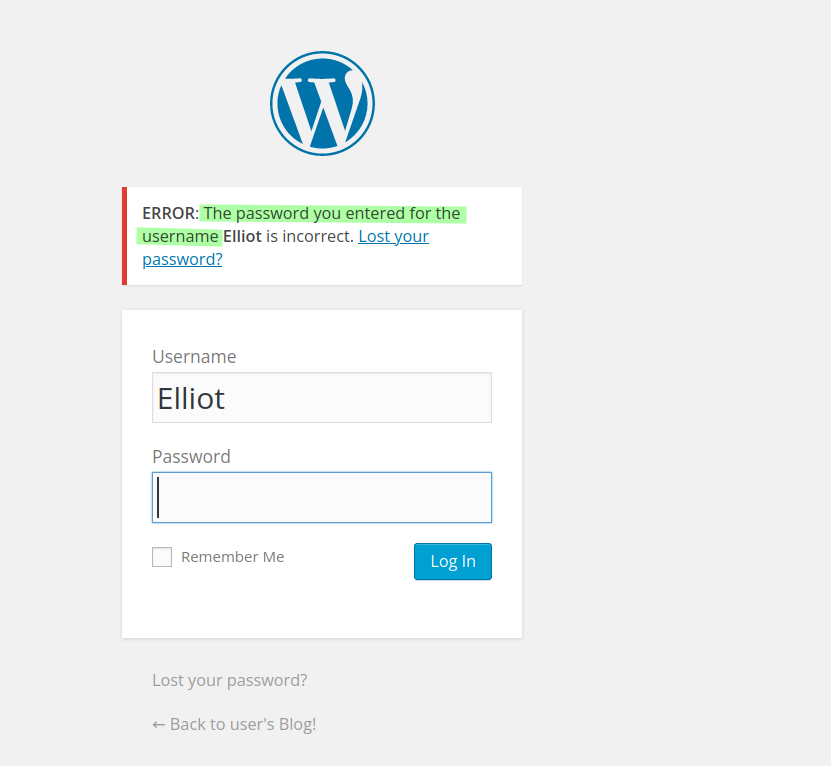 ERROR: The password you entered for the
username Elliot is incorrect. Lost your
password?
Username
Elliot
Password
Remember Me
Log In
Lost your password?
← Back to user's Blog!